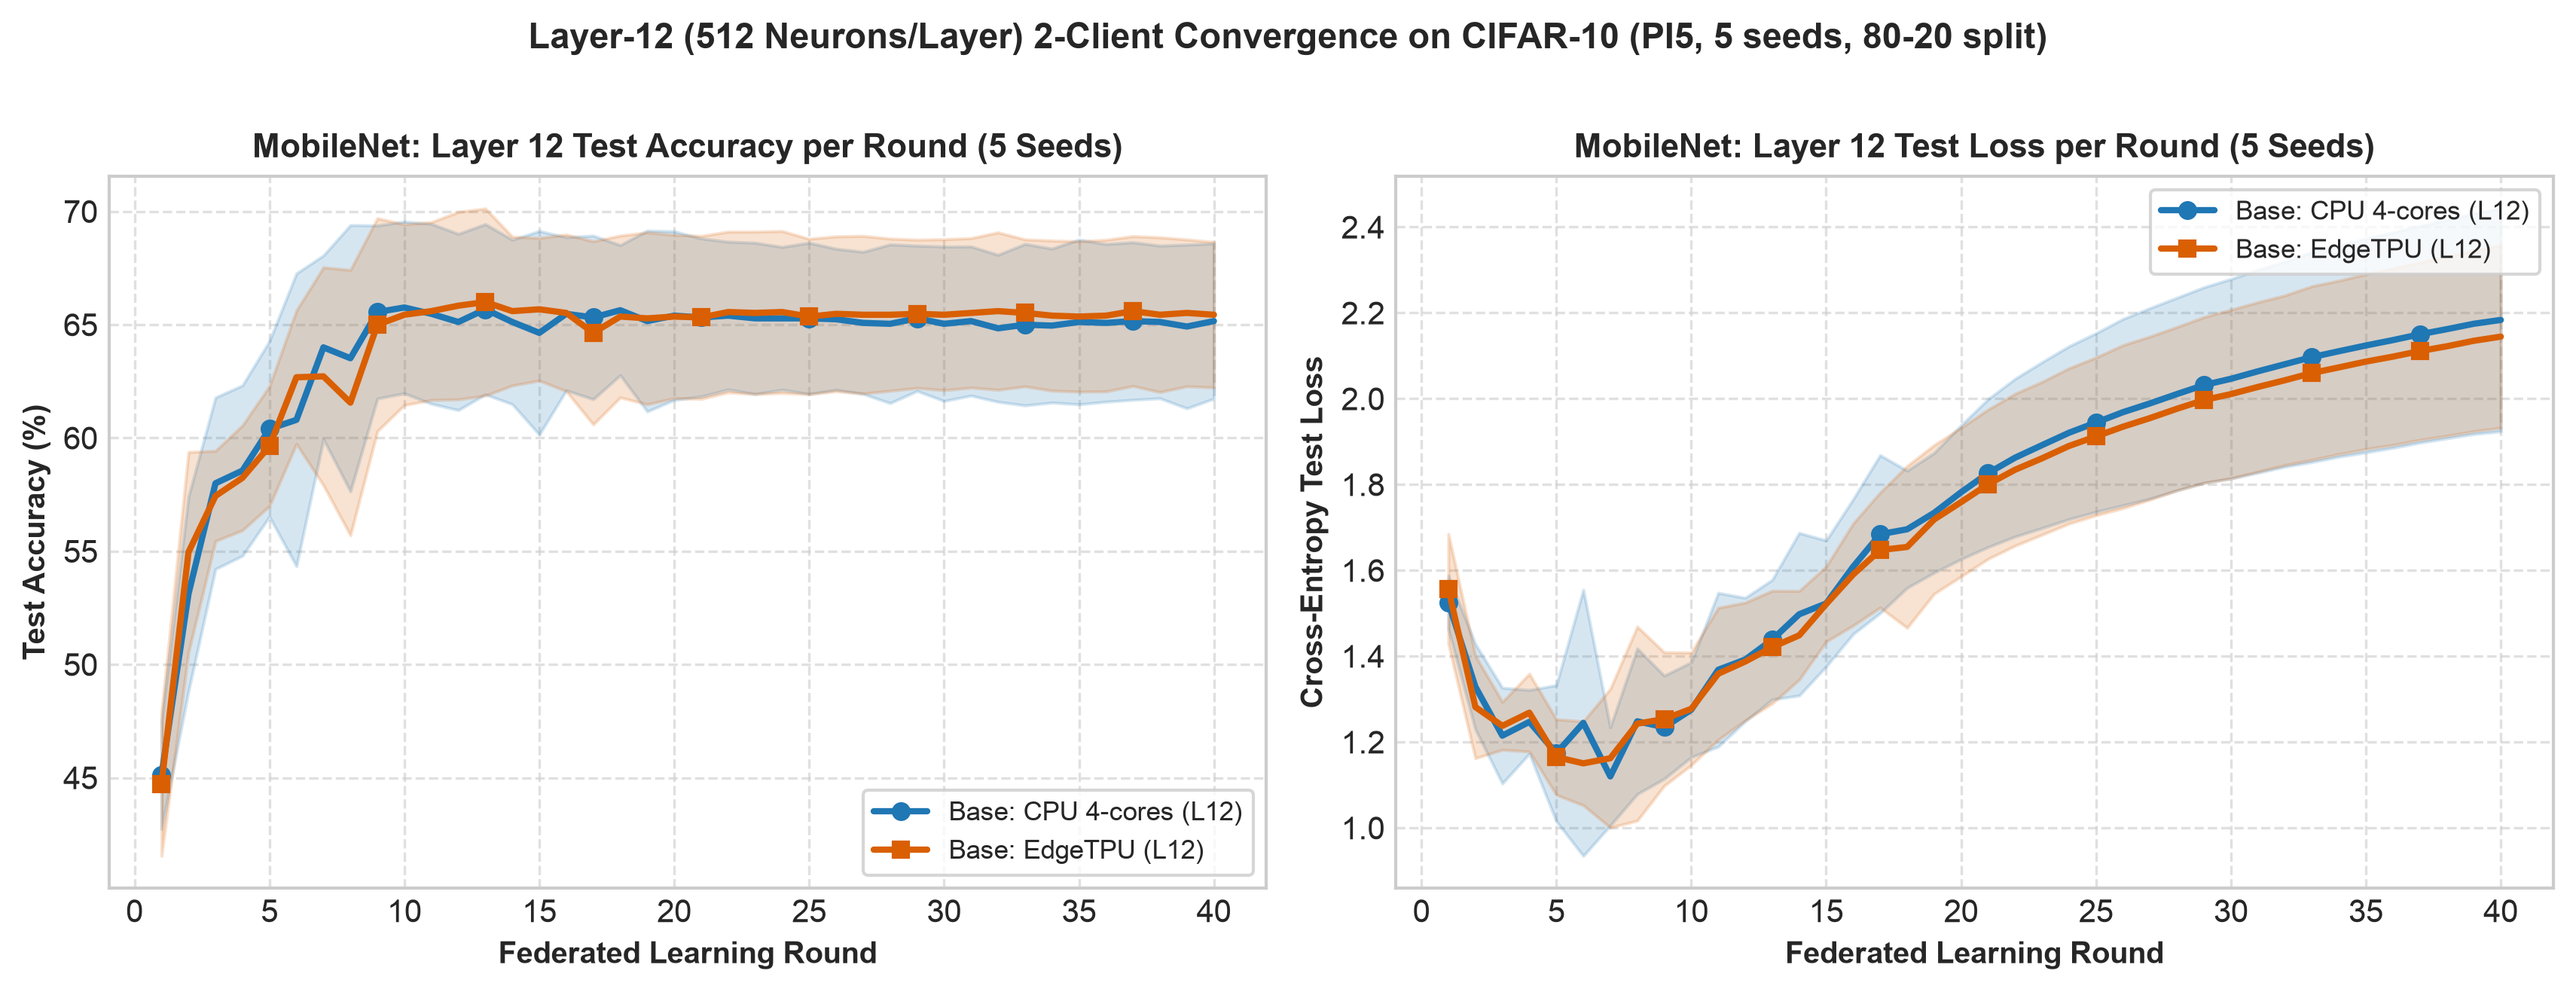 Layer-12 (512 Neurons/Layer) 2-Client Convergence on CIFAR-10 (PI5, 5 seeds, 80-20 split)
MobileNet: Layer 12 Test Accuracy per Round (5 Seeds)
Test Accuracy (%)
70
65
60
55
50
45
Base: CPU 4-cores (L12)
Base: EdgeTPU (L12)
0 5 10 15 20 25 30 35 40
Federated Learning Round
MobileNet: Layer 12 Test Loss per Round (5 Seeds)
Cross-Entropy Test Loss
2.4
2.2
2.0
1.8
1.6
1.4
1.2
1.0
Base: CPU 4-cores (L12)
Base: EdgeTPU (L12)
0 5 10 15 20 25 30 35 40
Federated Learning Round